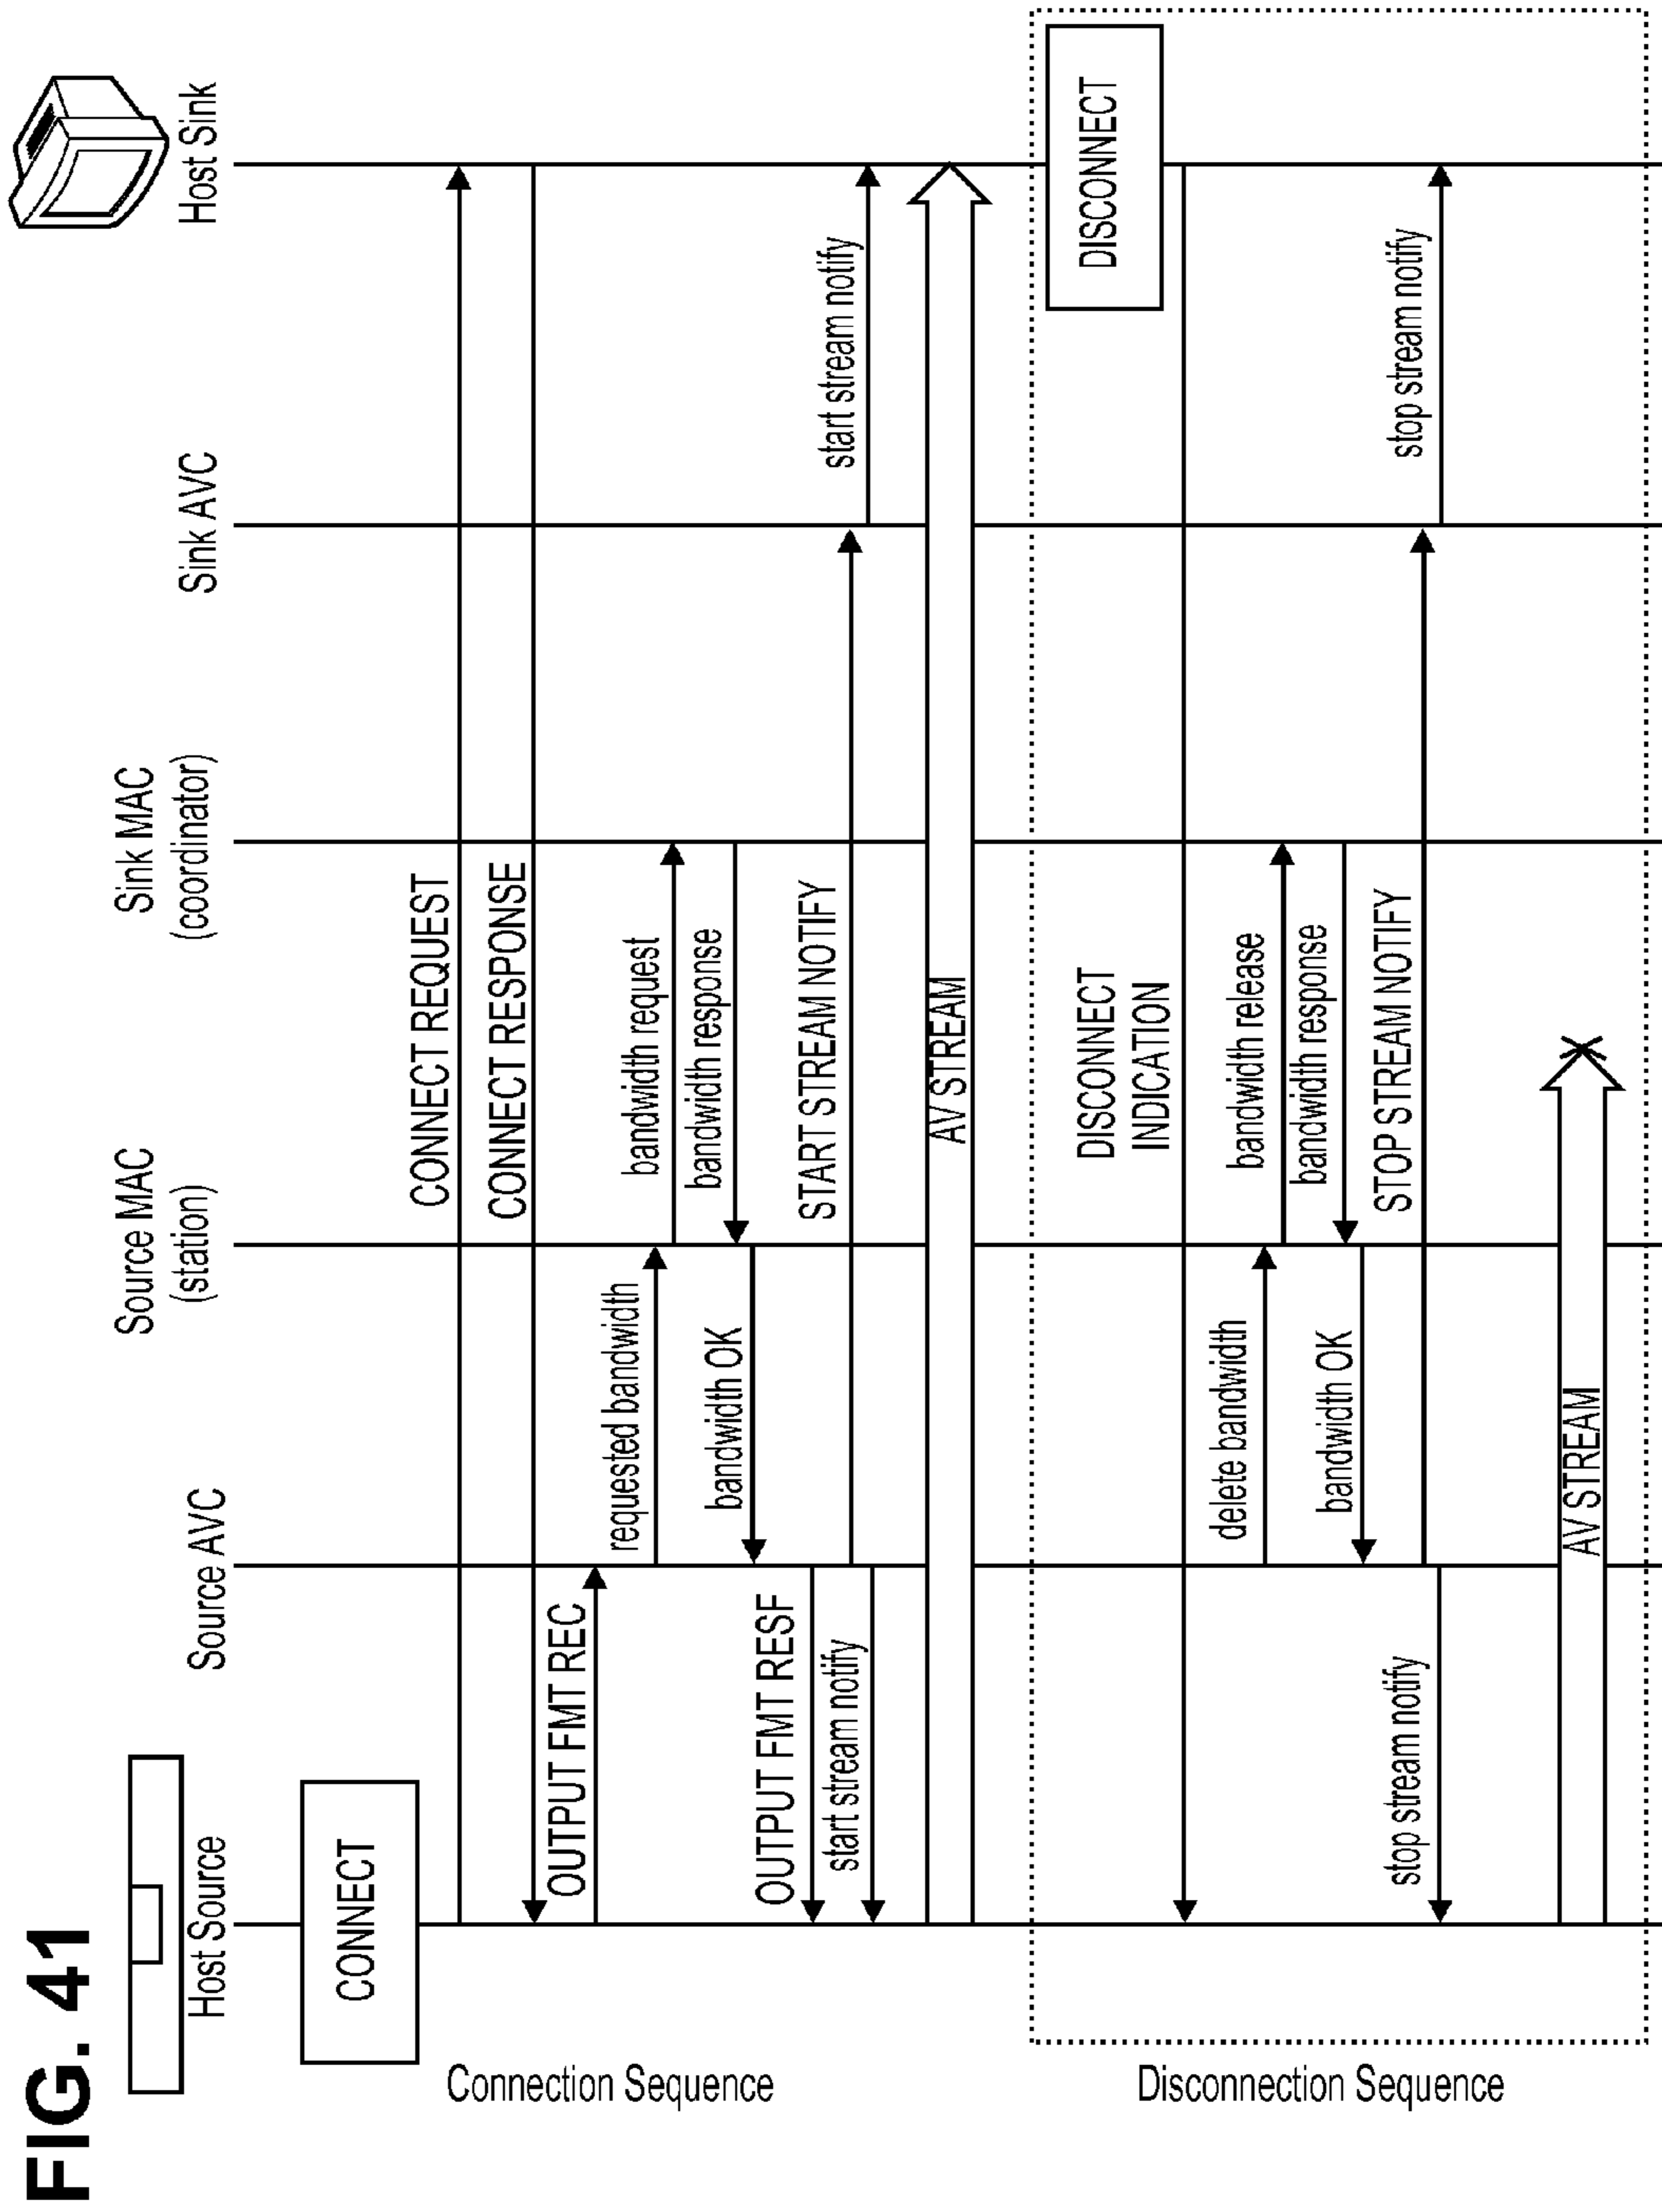 FIG. 41
Host Source
Source AVC
Source MAC
(station)
Sink MAC
(coordinator)
Sink AVC
Host Sink
CONNECT
CONNECT REQUEST
CONNECT RESPONSE
OUTPUT FMT REC
requested bandwidth
bandwidth request
bandwidth response
bandwidth OK
OUTPUT FMT RESF
START STREAM NOTIFY
start stream notify
start stream notify
AV STREAM
Connection Sequence
DISCONNECT
DISCONNECT
INDICATION
delete bandwidth
bandwidth release
bandwidth response
bandwidth OK
STOP STREAM NOTIFY
stop stream notify
stop stream notify
AV STREAM
Disconnection Sequence